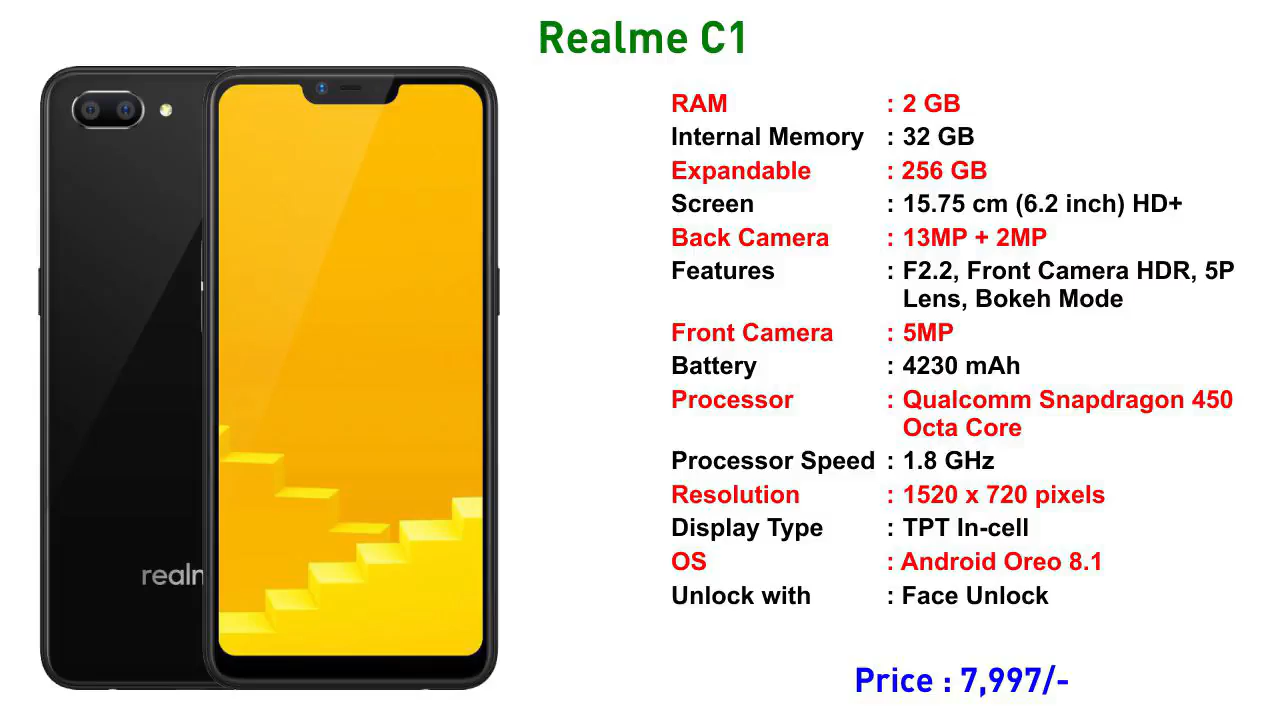 Realme C1
RAM : 2 GB
Internal Memory : 32 GB
Expandable : 256 GB
Screen : 15.75 cm (6.2 inch) HD+
Back Camera : 13MP + 2MP
Features : F2.2, Front Camera HDR, 5P
Lens, Bokeh Mode
Front Camera : 5MP
Battery : 4230 mAh
Processor : Qualcomm Snapdragon 450
Octa Core
Processor Speed : 1.8 GHz
Resolution : 1520 x 720 pixels
Display Type : TPT In-cell
OS : Android Oreo 8.1
Unlock with : Face Unlock
realm
Price : 7,997/-